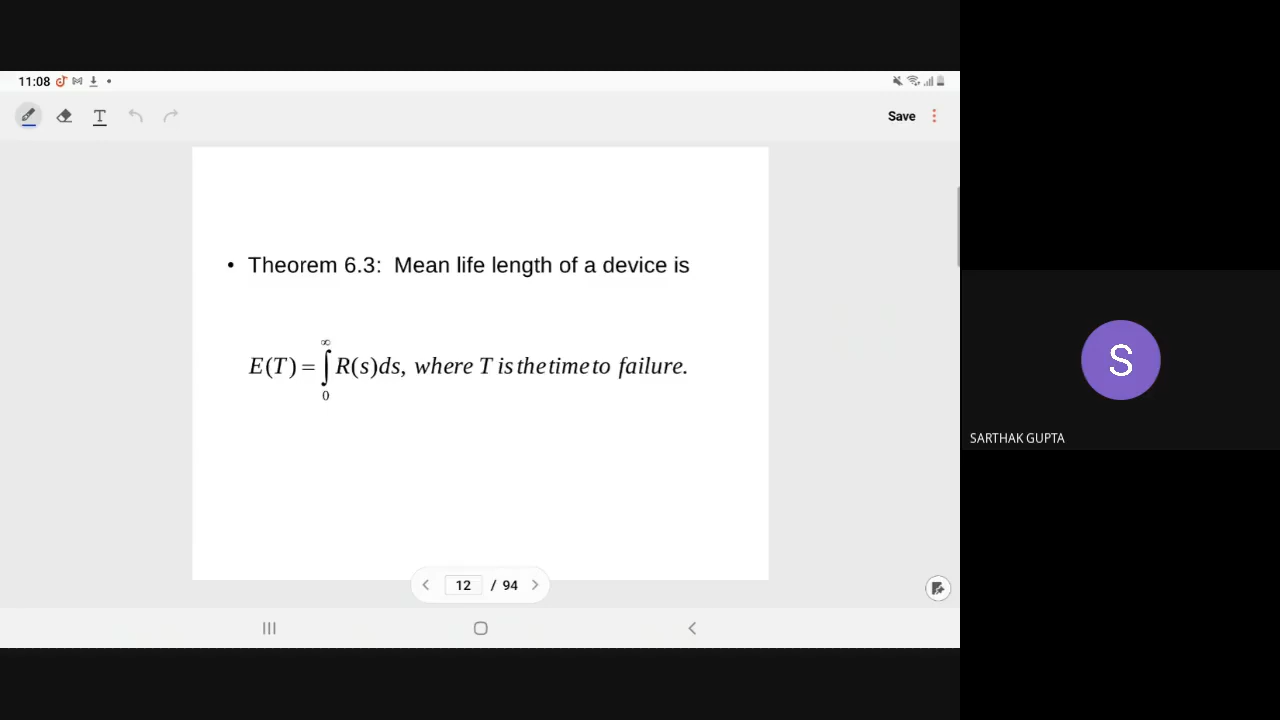 11:08
T
Save
• Theorem 6.3: Mean life length of a device is
E(T) = ∫₀^∞ R(s)ds, where T is the time to failure.
12 / 94
S
SARTHAK GUPTA